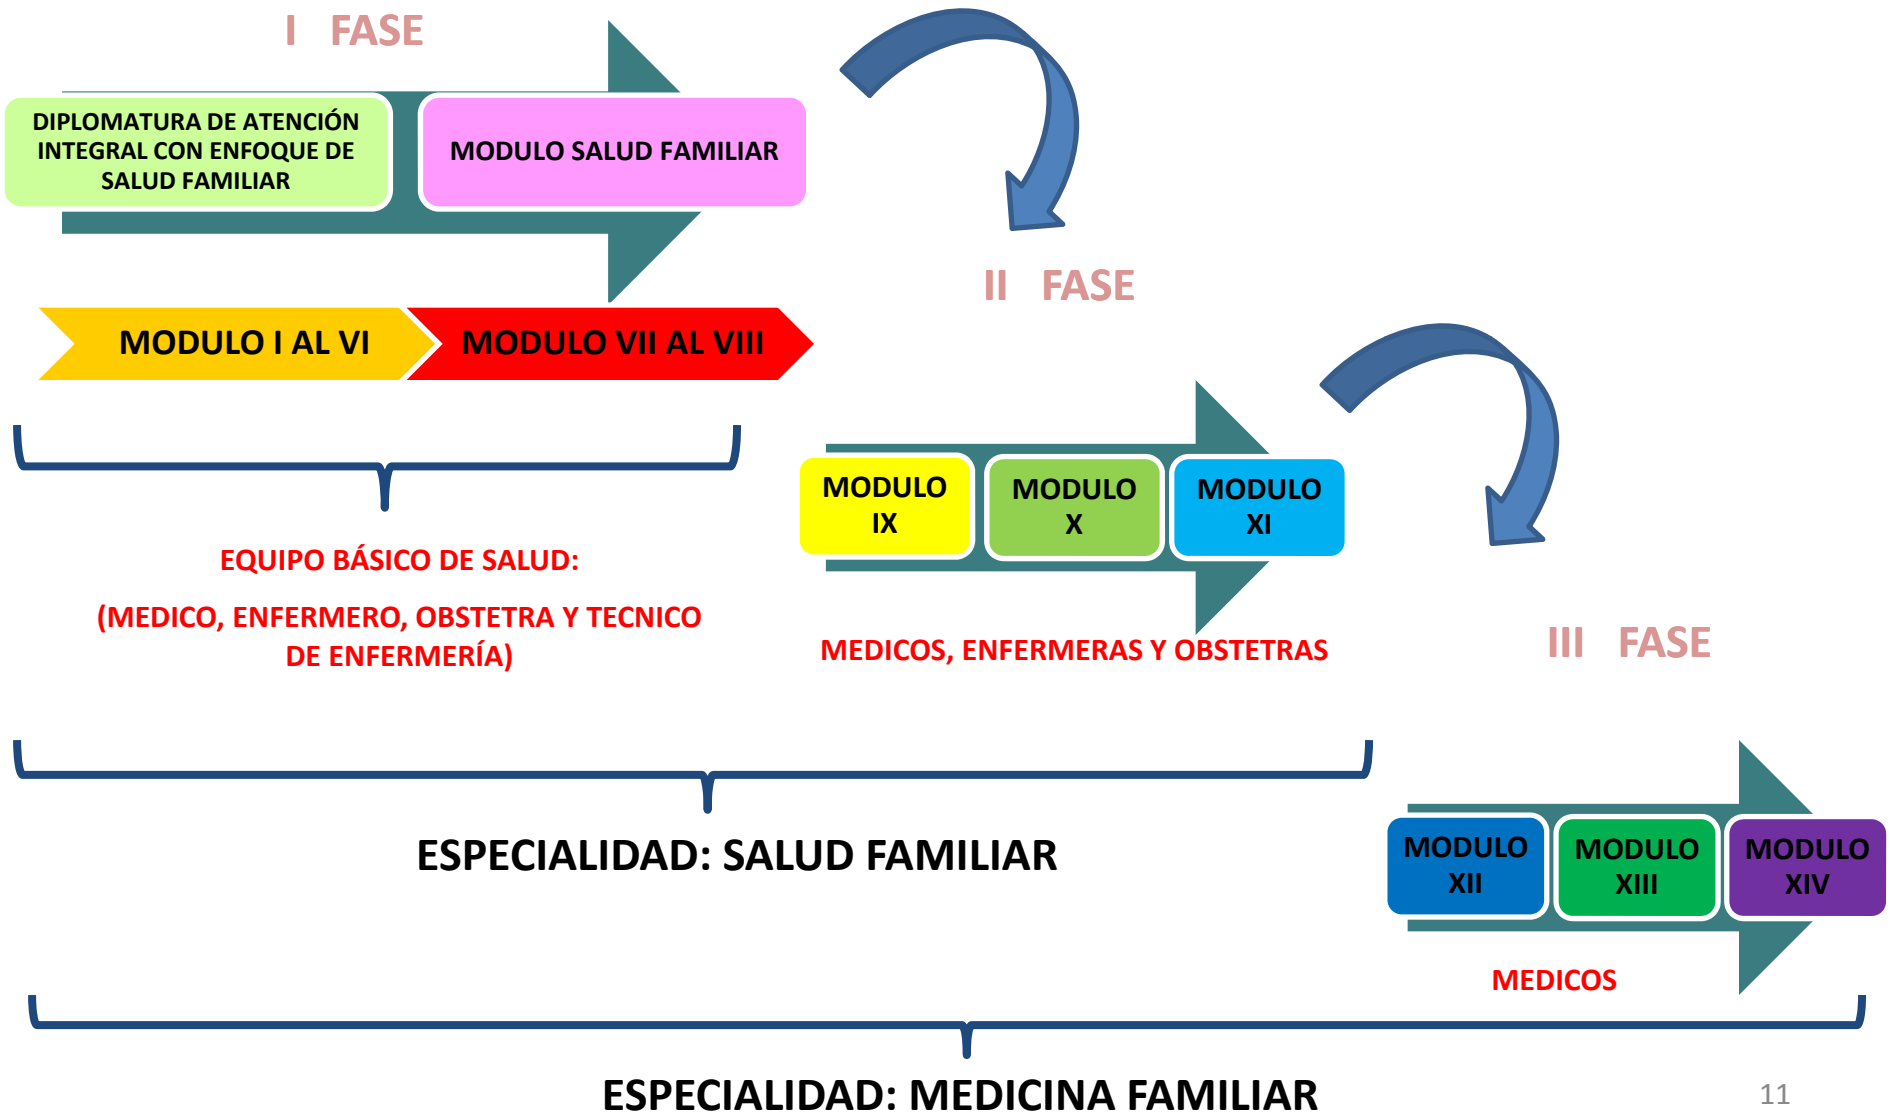 I FASE
DIPLOMATURA DE ATENCIÓN
INTEGRAL CON ENFOQUE DE
SALUD FAMILIAR
MODULO SALUD FAMILIAR
MODULO I AL VI
MODULO VII AL VIII
EQUIPO BÁSICO DE SALUD:
(MEDICO, ENFERMERO, OBSTETRA Y TECNICO
DE ENFERMERÍA)
II FASE
MODULO
IX
MODULO
X
MODULO
XI
MEDICOS, ENFERMERAS Y OBSTETRAS
ESPECIALIDAD: SALUD FAMILIAR
III FASE
MODULO
XII
MODULO
XIII
MODULO
XIV
MEDICOS
ESPECIALIDAD: MEDICINA FAMILIAR
11